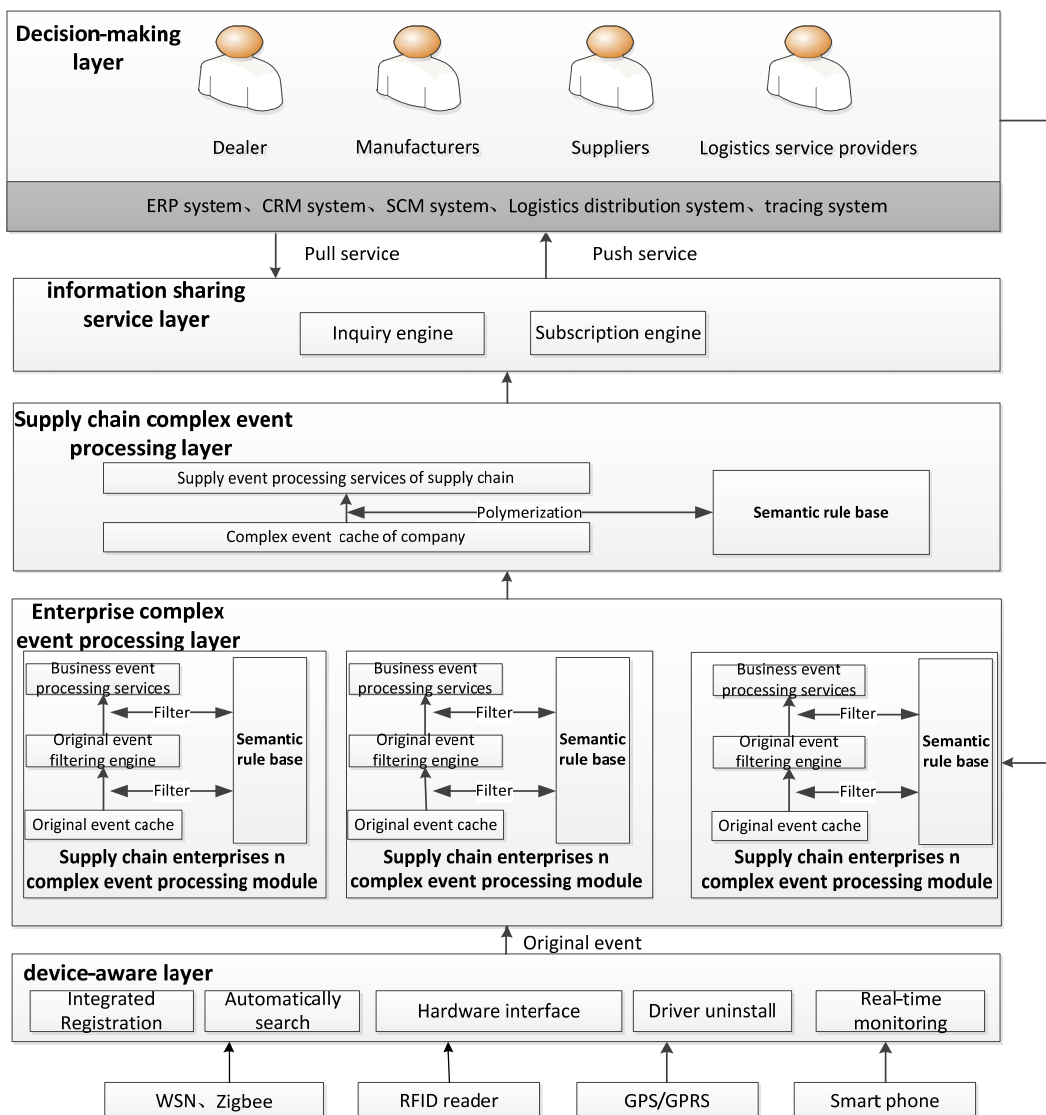 Decision-making
layer
Dealer
Manufacturers
Suppliers
Logistics service providers
ERP system、CRM system、SCM system、Logistics distribution system、tracing system
Pull service
Push service
information sharing
service layer
Inquiry engine
Subscription engine
Supply chain complex event
processing layer
Supply event processing services of supply chain
Polymerization
Complex event cache of company
Semantic rule base
Enterprise complex
event processing layer
Business event
processing services
Filter
Original event
filtering engine
Filter
Original event cache
Semantic
rule base
Supply chain enterprises n
complex event processing module
Business event
processing services
Filter
Original event
filtering engine
Filter
Original event cache
Semantic
rule base
Supply chain enterprises n
complex event processing module
Business event
processing services
Filter
Original event
filtering engine
Filter
Original event cache
Semantic
rule base
Supply chain enterprises n
complex event processing module
Original event
device-aware layer
Integrated
Registration
Automatically
search
Hardware interface
Driver uninstall
Real-time
monitoring
WSN、Zigbee
RFID reader
GPS/GPRS
Smart phone